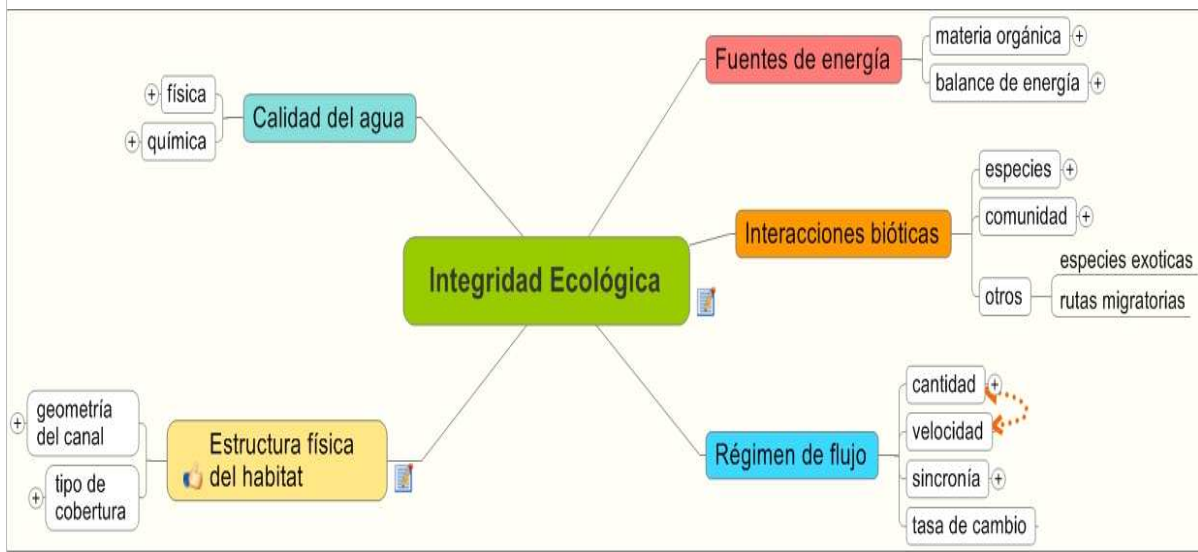 Integridad Ecológica
Fuentes de energía
materia orgánica
balance de energía
Interacciones bióticas
especies
comunidad
otros
especies exoticas
rutas migratorias
Régimen de flujo
cantidad
velocidad
sincronía
tasa de cambio
Estructura física
del habitat
geometría
del canal
tipo de
cobertura
Calidad del agua
física
química